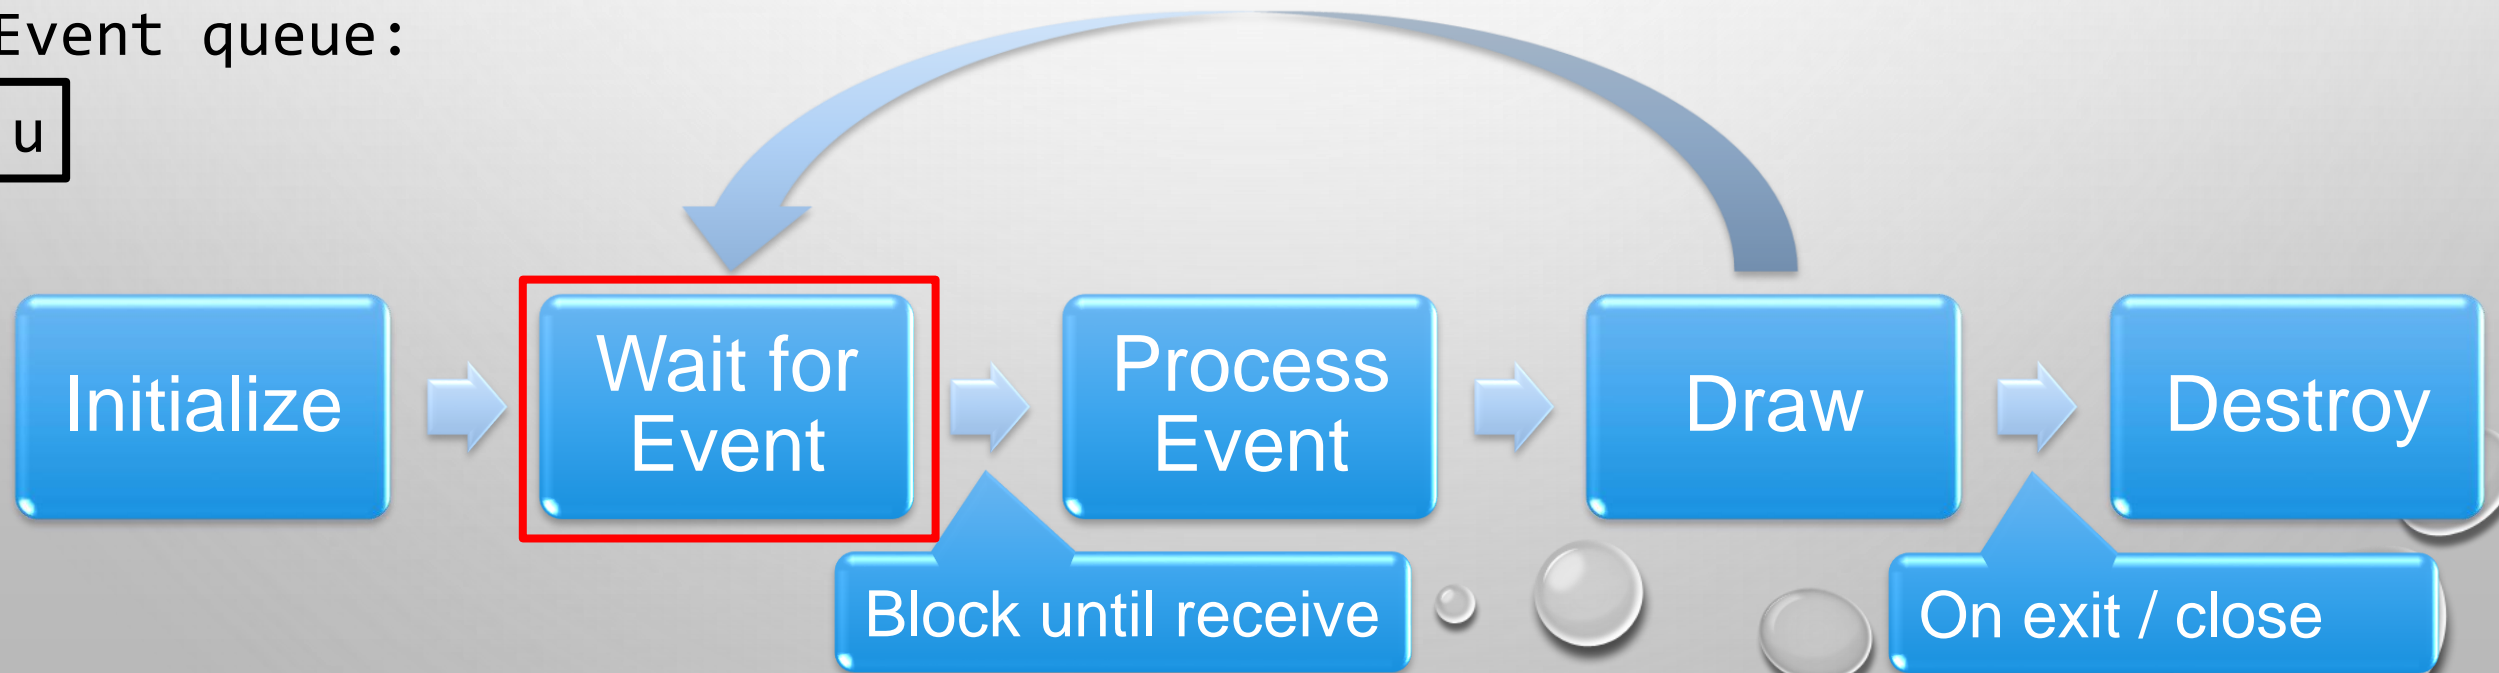 Event queue:
u
Initialize
Wait for
Event
Process
Event
Draw
Destroy
Block until receive
On exit / close